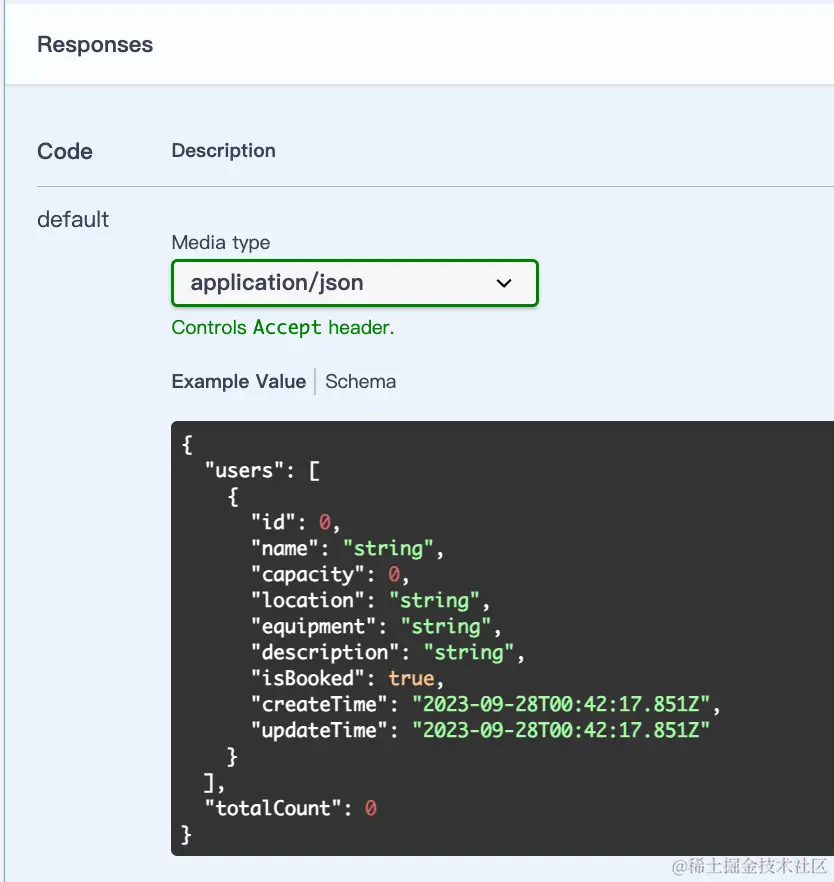 Responses
Code Description
default
Media type
application/json
Controls Accept header.
Example Value Schema
{
  "users": [
    {
      "id": 0,
      "name": "string",
      "capacity": 0,
      "location": "string",
      "equipment": "string",
      "description": "string",
      "isBooked": true,
      "createTime": "2023-09-28T00:42:17.851Z",
      "updateTime": "2023-09-28T00:42:17.851Z"
    }
  ],
  "totalCount": 0
}
@稀土掘金技术社区